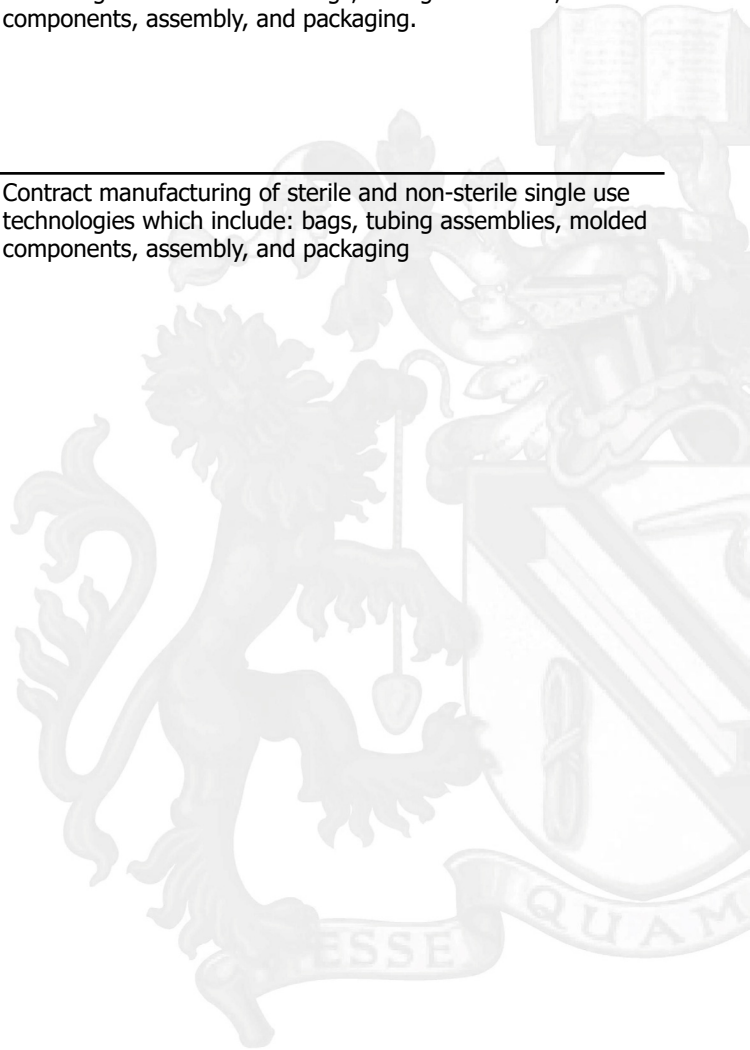 components, assembly, and packaging.
Contract manufacturing of sterile and non-sterile single use
technologies which include: bags, tubing assemblies, molded
components, assembly, and packaging
ESSE
QUAM